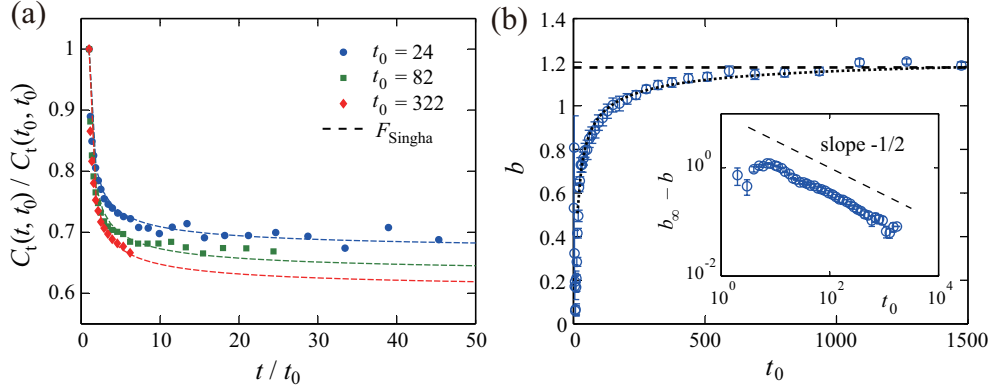 (a)
C_t(t, t_0) / C_t(t_0, t_0)
1
0.9
0.8
0.7
0.6
0 10 20 30 40 50
t / t_0
t_0 = 24
t_0 = 82
t_0 = 322
F_Singha
(b)
b
1.4
1.2
1
0.8
0.6
0.4
0.2
0
0 500 1000 1500
t_0
slope -1/2
b_∞ − b
10^0
10^-2
10^0 10^2 10^4
t_0